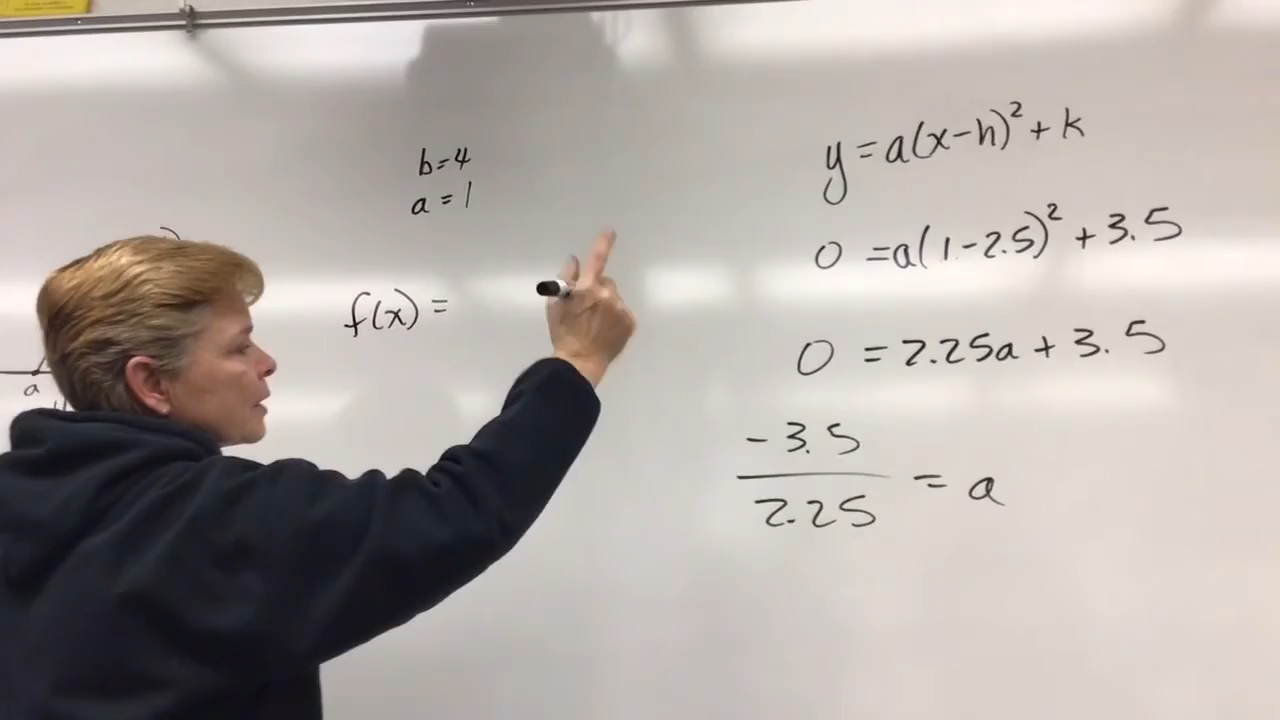 b=4
a=1
f(x)=
a
y=a(x-h)²+k
0=a(1-2.5)²+3.5
0=2.25a+3.5
-3.5
2.25 = a